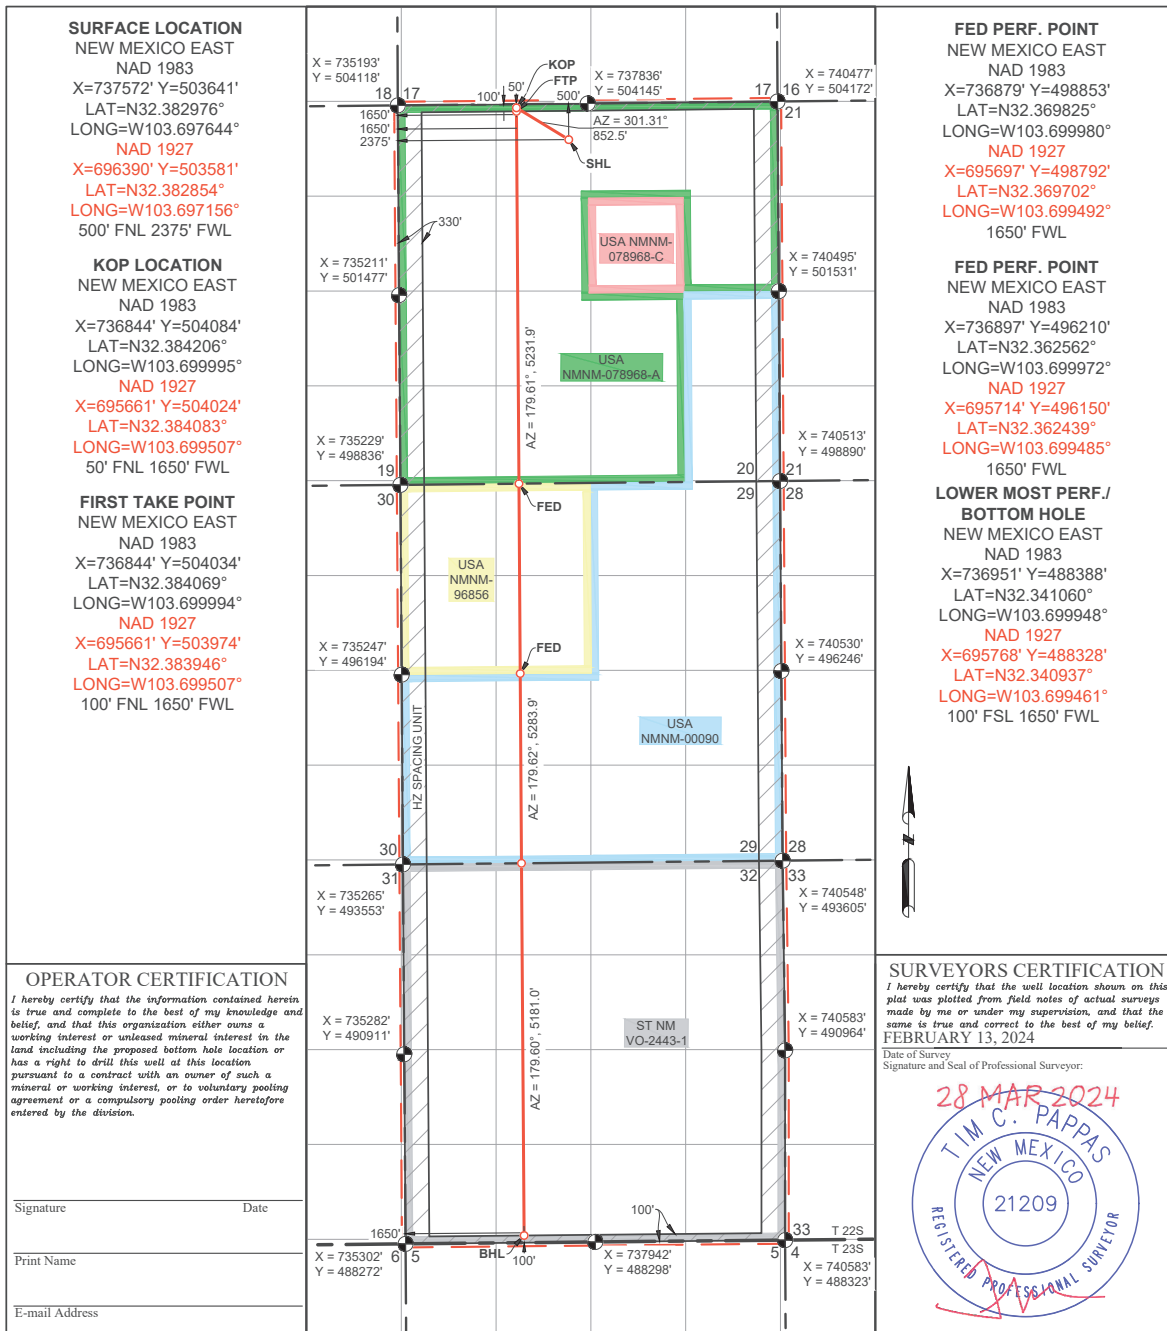 SURFACE LOCATION
NEW MEXICO EAST
NAD 1983
X=737572' Y=503641'
LAT=N32.382976°
LONG=W103.697644°
NAD 1927
X=696390' Y=503581'
LAT=N32.382854°
LONG=W103.697156°
500' FNL 2375' FWL
KOP LOCATION
NEW MEXICO EAST
NAD 1983
X=736844' Y=504084'
LAT=N32.384206°
LONG=W103.699995°
NAD 1927
X=695661' Y=504024'
LAT=N32.384083°
LONG=W103.699507°
50' FNL 1650' FWL
FIRST TAKE POINT
NEW MEXICO EAST
NAD 1983
X=736844' Y=504034'
LAT=N32.384069°
LONG=W103.699994°
NAD 1927
X=695661' Y=503974'
LAT=N32.383946°
LONG=W103.699507°
100' FNL 1650' FWL
OPERATOR CERTIFICATION
I hereby certify that the information contained herein
is true and complete to the best of my knowledge and
belief, and that this organization either owns a
working interest or unleased mineral interest in the
land including the proposed bottom hole location or
has a right to drill this well at this location
pursuant to a contract with an owner of such a
mineral or working interest, or to voluntary pooling
agreement or a compulsory pooling order heretofore
entered by the division.
Signature Date
Print Name
E-mail Address
X = 735193'
Y = 504118'
KOP
FTP
X = 737836'
Y = 504145'
X = 740477'
Y = 504172'
18 17
17 16
21
100'
50'
500'
1650'
1650'
2375'
AZ = 301.31°
852.5'
SHL
330'
X = 735211'
Y = 501477'
USA NMNM-
078968-C
X = 740495'
Y = 501531'
USA
NMNM-078968-A
AZ = 179.61°, 5231.9'
X = 735229'
Y = 498836'
X = 740513'
Y = 498890'
19
30
20 21
29 28
FED
USA
NMNM-
96856
X = 735247'
Y = 496194'
FED
X = 740530'
Y = 496246'
HZ SPACING UNIT
USA
NMNM-00090
AZ = 179.62°, 5283.9'
30
31
29 28
32 33
X = 735265'
Y = 493553'
X = 740548'
Y = 493605'
X = 735282'
Y = 490911'
ST NM
VO-2443-1
X = 740583'
Y = 490964'
AZ = 179.60°, 5181.0'
100'
1650'
33
T 22S
T 23S
6 5
BHL
100'
5 4
X = 735302'
Y = 488272'
X = 737942'
Y = 488298'
X = 740583'
Y = 488323'
FED PERF. POINT
NEW MEXICO EAST
NAD 1983
X=736879' Y=498853'
LAT=N32.369825°
LONG=W103.699980°
NAD 1927
X=695697' Y=498792'
LAT=N32.369702°
LONG=W103.699492°
1650' FWL
FED PERF. POINT
NEW MEXICO EAST
NAD 1983
X=736897' Y=496210'
LAT=N32.362562°
LONG=W103.699972°
NAD 1927
X=695714' Y=496150'
LAT=N32.362439°
LONG=W103.699485°
1650' FWL
LOWER MOST PERF./
BOTTOM HOLE
NEW MEXICO EAST
NAD 1983
X=736951' Y=488388'
LAT=N32.341060°
LONG=W103.699948°
NAD 1927
X=695768' Y=488328'
LAT=N32.340937°
LONG=W103.699461°
100' FSL 1650' FWL
N
SURVEYORS CERTIFICATION
I hereby certify that the well location shown on this
plat was plotted from field notes of actual surveys
made by me or under my supervision, and that the
same is true and correct to the best of my belief.
FEBRUARY 13, 2024
Date of Survey
Signature and Seal of Professional Surveyor:
28 MAR 2024
TIM C. PAPPAS
NEW MEXICO
21209
REGISTERED PROFESSIONAL SURVEYOR